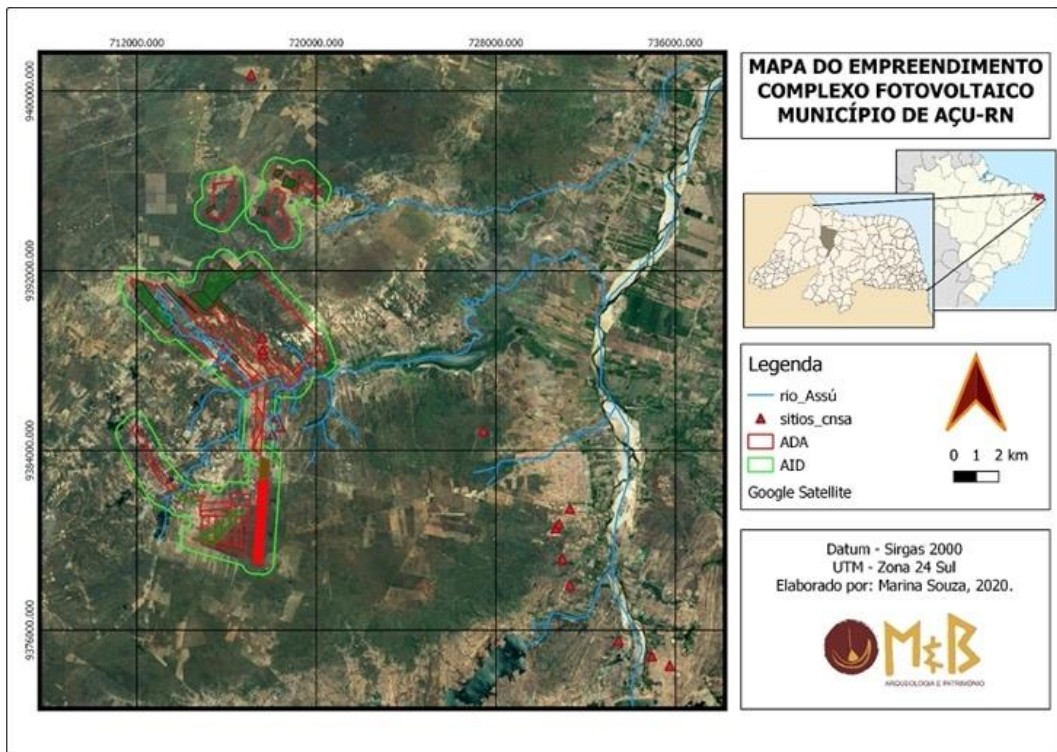 712000.000
720000.000
728000.000
736000.000
9400000.000
9392000.000
9384000.000
9376000.000
MAPA DO EMPREENDIMENTO
COMPLEXO FOTOVOLTAICO
MUNICÍPIO DE AÇU-RN
Legenda
rio_Assú
sitios_cnsa
ADA
AID
Google Satellite
0 1 2 km
Datum - Sirgas 2000
UTM - Zona 24 Sul
Elaborado por: Marina Souza, 2020.
M&B
ARQUEOLOGIA E PATRIMÔNIO